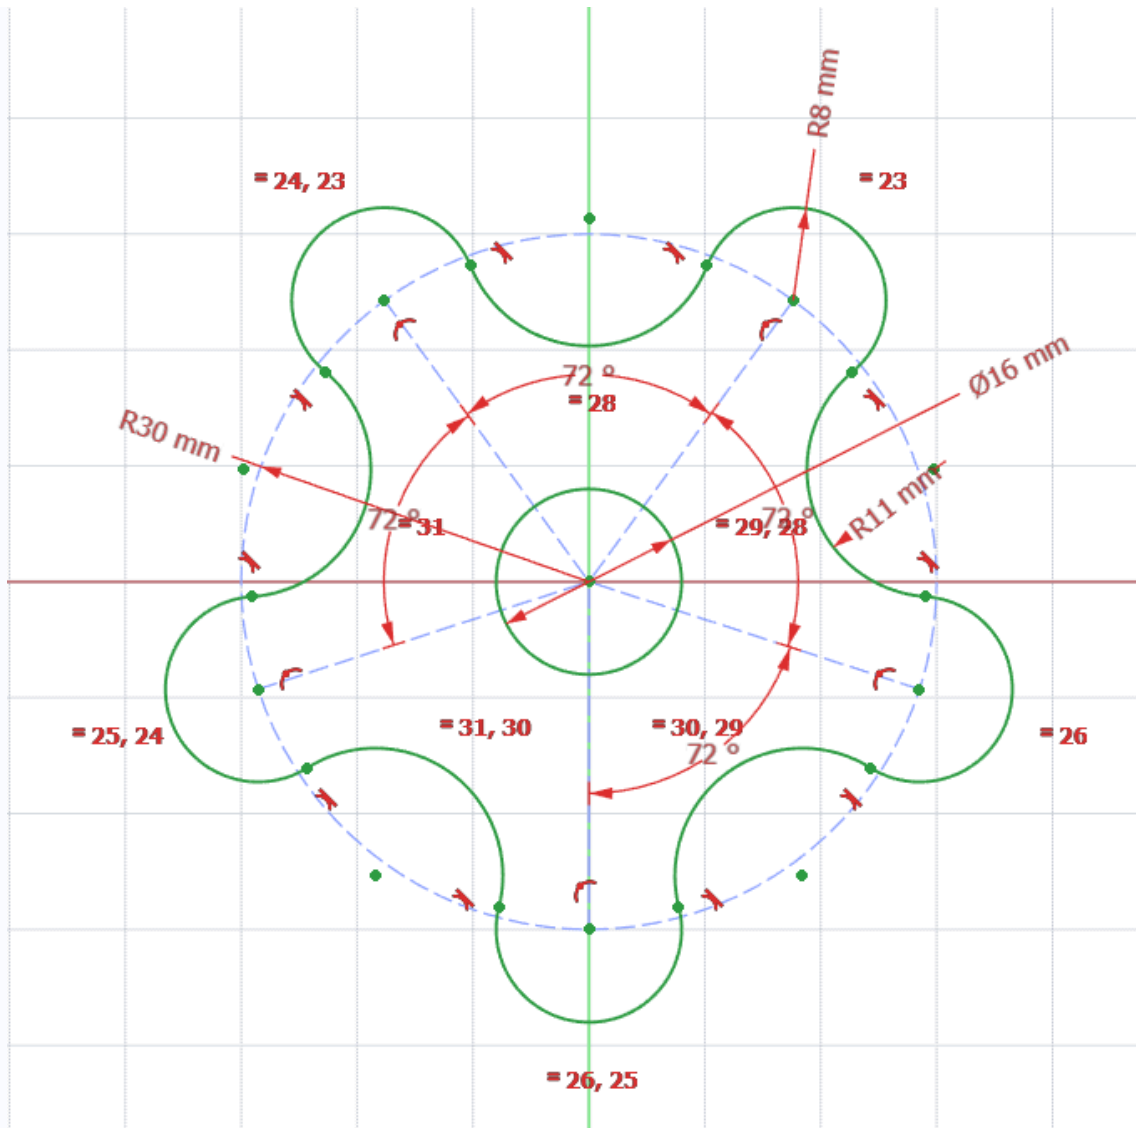 R8 mm
= 24, 23
= 23
Ø16 mm
72 °
= 28
R30 mm
R11 mm
72 °
= 31
= 29, 28
72 °
= 25, 24
= 31, 30
= 30, 29
= 26
72 °
= 26, 25